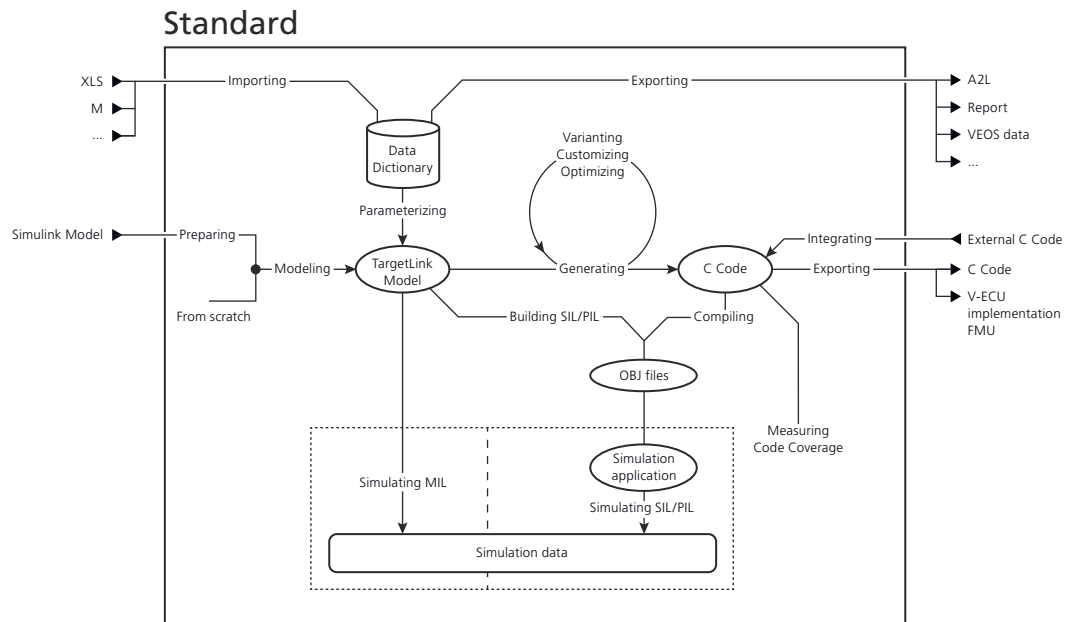 Standard
XLS
Importing
Exporting
A2L
M
Report
...
VEOS data
...
Data
Dictionary
Varianting
Customizing
Optimizing
Parameterizing
Simulink Model
Preparing
Integrating
External C Code
Modeling
TargetLink
Model
Generating
C Code
Exporting
C Code
From scratch
Building SIL/PIL
Compiling
V-ECU
implementation
FMU
OBJ files
Measuring
Code Coverage
Simulation
application
Simulating MIL
Simulating SIL/PIL
Simulation data